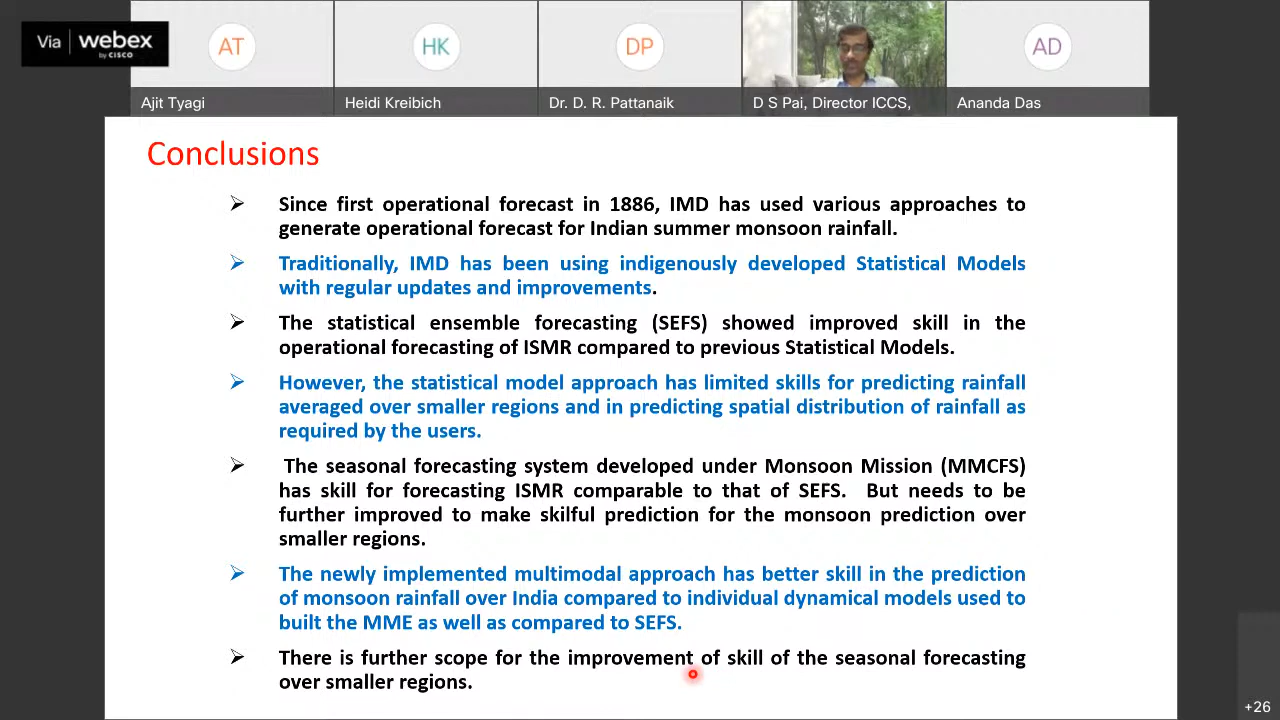 Via webex
by CISCO
AT
HK
DP
AD
Ajit Tyagi
Heidi Kreibich
Dr. D. R. Pattanaik
D S Pai, Director ICCS,
Ananda Das
Conclusions
➢ Since first operational forecast in 1886, IMD has used various approaches to
generate operational forecast for Indian summer monsoon rainfall.
➢ Traditionally, IMD has been using indigenously developed Statistical Models
with regular updates and improvements.
➢ The statistical ensemble forecasting (SEFS) showed improved skill in the
operational forecasting of ISMR compared to previous Statistical Models.
➢ However, the statistical model approach has limited skills for predicting rainfall
averaged over smaller regions and in predicting spatial distribution of rainfall as
required by the users.
➢ The seasonal forecasting system developed under Monsoon Mission (MMCFS)
has skill for forecasting ISMR comparable to that of SEFS. But needs to be
further improved to make skilful prediction for the monsoon prediction over
smaller regions.
➢ The newly implemented multimodal approach has better skill in the prediction
of monsoon rainfall over India compared to individual dynamical models used to
built the MME as well as compared to SEFS.
➢ There is further scope for the improvement of skill of the seasonal forecasting
over smaller regions.
+26